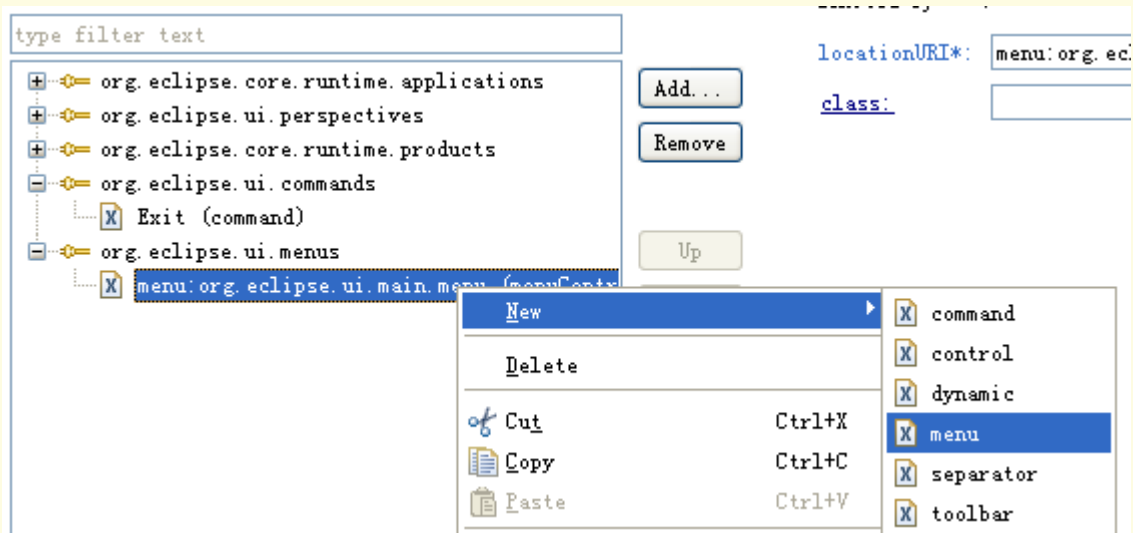 type filter text
org.eclipse.core.runtime.applications
org.eclipse.ui.perspectives
org.eclipse.core.runtime.products
org.eclipse.ui.commands
Exit (command)
org.eclipse.ui.menus
menu:org.eclipse.ui.main.menu (menuContr
Add...
Remove
Up
locationURI*: menu:org.ecl
class:
New
Delete
Cut Ctrl+X
Copy Ctrl+C
Paste Ctrl+V
command
control
dynamic
menu
separator
toolbar